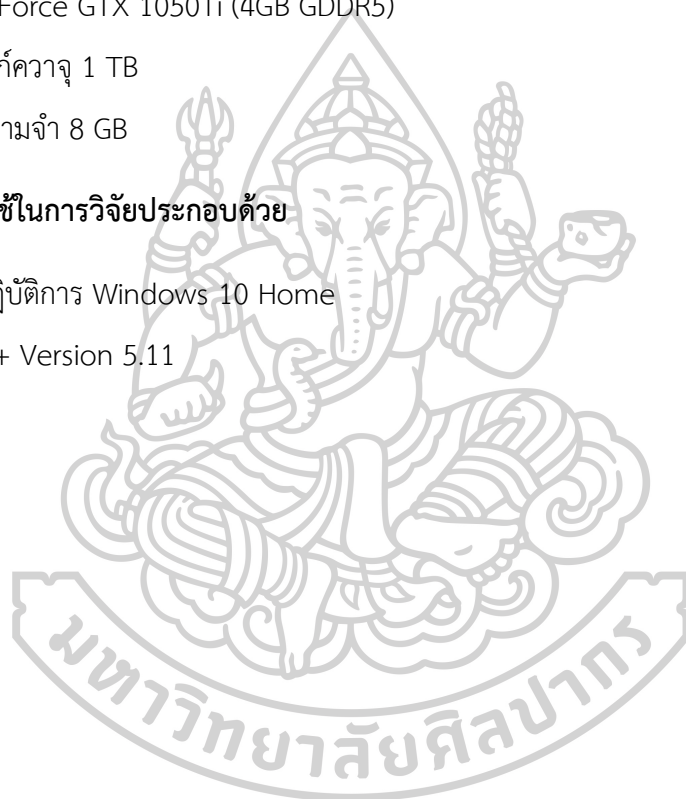 Force GTX 1050Ti (4GB GDDR5)
ก์ควาจุ 1 TB
ามจำ 8 GB
ช้ในการวิจัยประกอบด้วย
ฏิบัติการ Windows 10 Home
+ Version 5.11
มหาวิทยาลัยศิลปากร